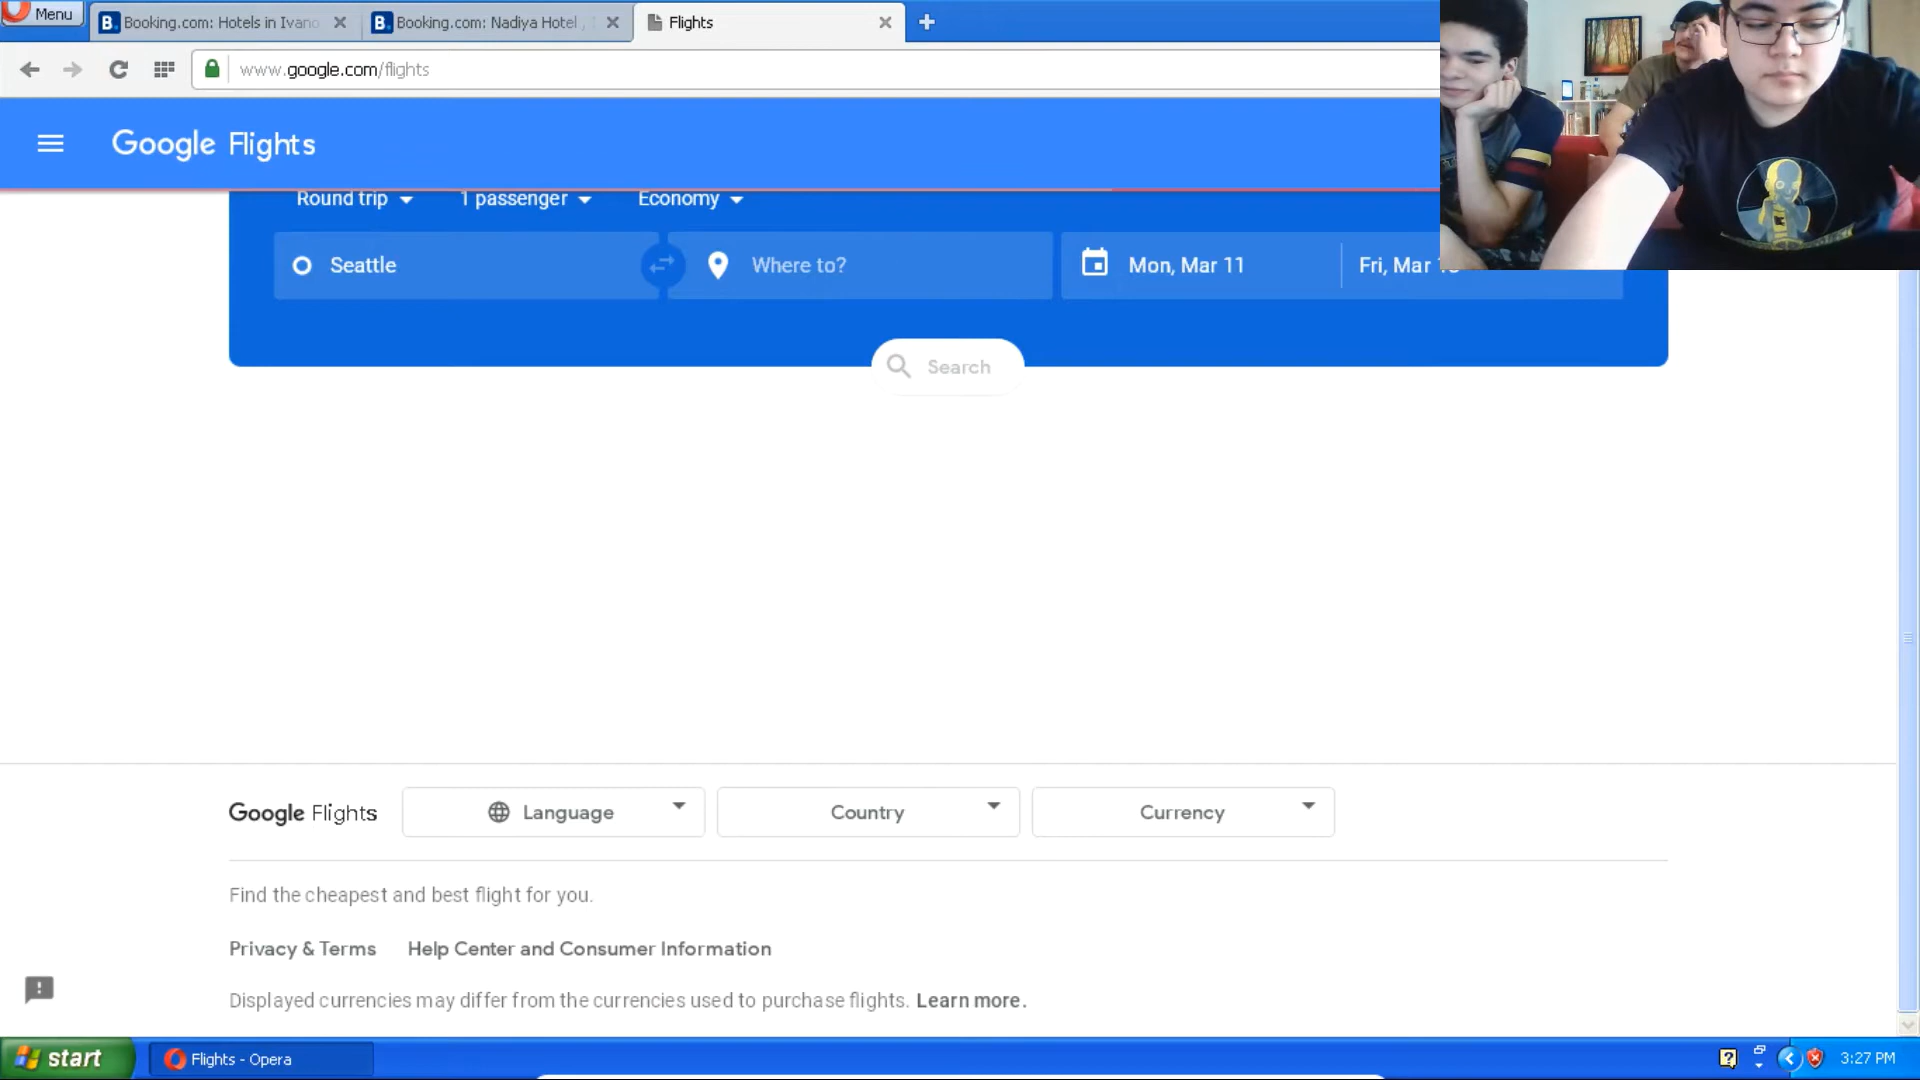 Menu
Booking.com: Hotels in Ivano
Booking.com: Nadiya Hotel ,
Flights
www.google.com/flights
Google Flights
Round trip
1 passenger
Economy
Seattle
Where to?
Mon, Mar 11
Fri, Mar
Search
Google Flights
Language
Country
Currency
Find the cheapest and best flight for you.
Privacy & Terms
Help Center and Consumer Information
Displayed currencies may differ from the currencies used to purchase flights. Learn more.
start
Flights - Opera
3:27 PM